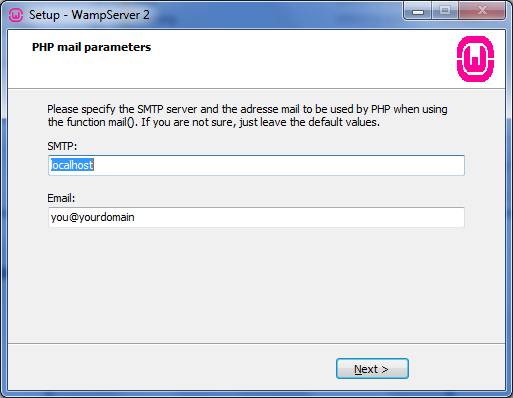 Setup - WampServer 2
PHP mail parameters
Please specify the SMTP server and the adresse mail to be used by PHP when using
the function mail(). If you are not sure, just leave the default values.
SMTP:
localhost
Email:
you@yourdomain
Next >